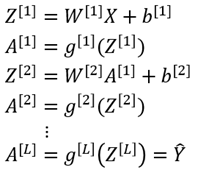 Z^{[1]} = W^{[1]}X + b^{[1]}
A^{[1]} = g^{[1]}(Z^{[1]})
Z^{[2]} = W^{[2]}A^{[1]} + b^{[2]}
A^{[2]} = g^{[2]}(Z^{[2]})
⋮
A^{[L]} = g^{[L]}(Z^{[L]}) = Ŷ